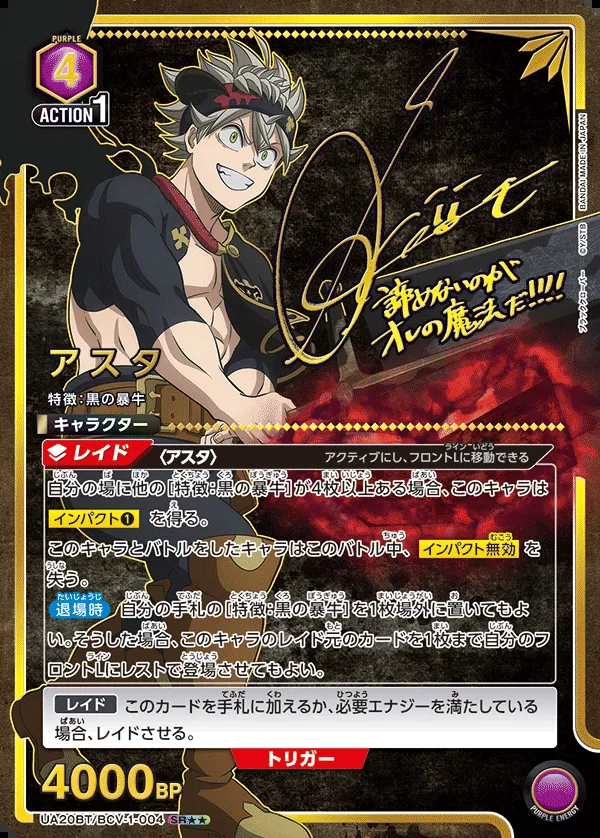 PURPLE
4
ACTION 1
諦めないのが
オレの魔法だ!!!!
BANDAI MADE IN JAPAN
©Y/STB
ブラッククローバー
アスタ
特徴：黒の暴牛
キャラクター
レイド 〈アスタ〉 アクティブにし、フロントLに移動できる
自分の場に他の[特徴：黒の暴牛]が4枚以上ある場合、このキャラは
インパクト❶ を得る。
このキャラとバトルをしたキャラはこのバトル中、インパクト無効 を
失う。
退場時 自分の手札の[特徴：黒の暴牛]を1枚場外に置いてもよ
い。そうした場合、このキャラのレイド元のカードを1枚まで自分のフ
ロントLにレストで登場させてもよい。
レイド このカードを手札に加えるか、必要エナジーを満たしている
場合、レイドさせる。
トリガー
4000BP
UA20BT/BCV-1-004 SR★★
PURPLE ENERGY